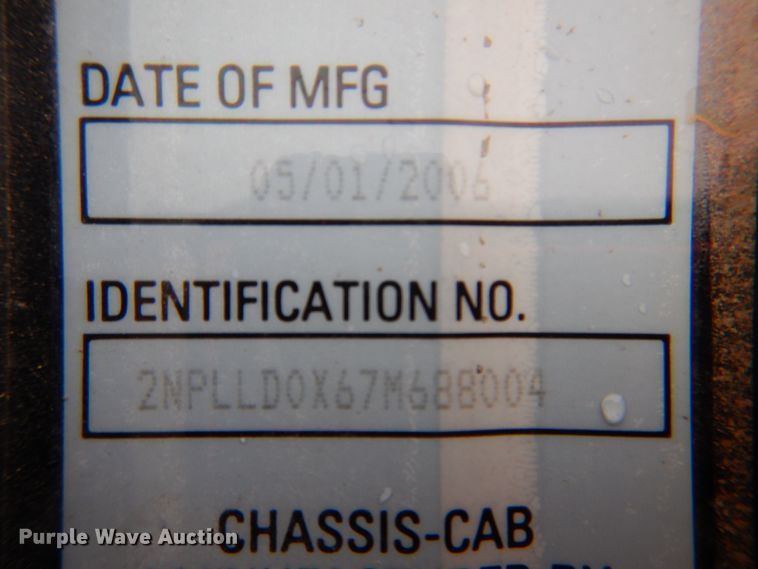 DATE OF MFG
05/01/2006
IDENTIFICATION NO.
2NPLLD0X67M688004
CHASSIS-CAB
Purple Wave Auction